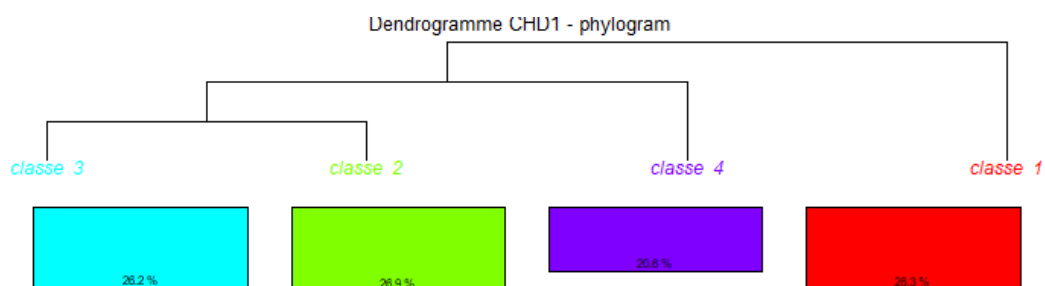 Dendrogramme CHD1 - phylogram
classe 3 classe 2 classe 4 classe 1
26.2 % 26.9 % 20.6 % 26.3 %